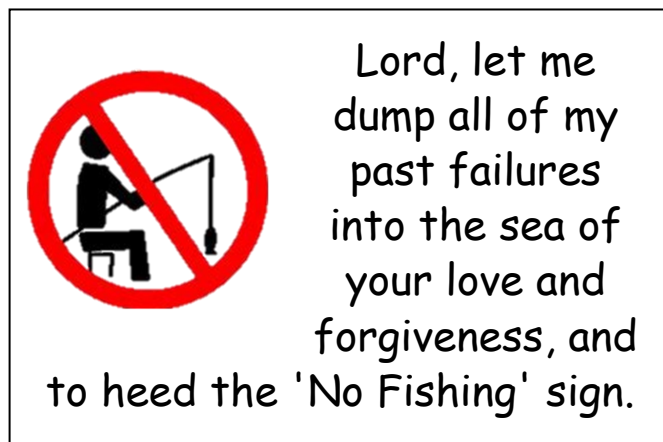 Lord, let me
dump all of my
past failures
into the sea of
your love and
forgiveness, and
to heed the 'No Fishing' sign.